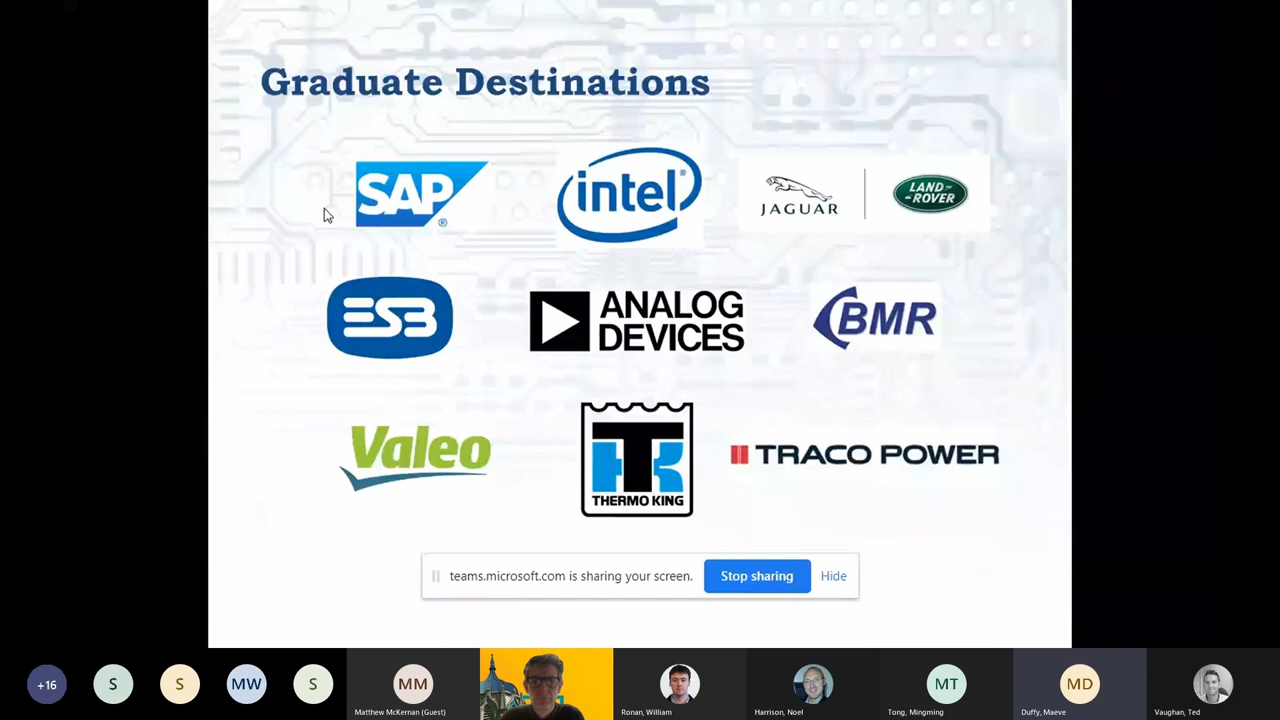 Graduate Destinations
SAP ®
intel ®
JAGUAR
LAND ROVER
ESB
ANALOG
DEVICES
BMR
Valeo
TK
THERMO KING
TRACO POWER
teams.microsoft.com is sharing your screen.
Stop sharing
Hide
+16
S
S
MW
S
MM
Matthew McKernan (Guest)
Ronan, William
Harrison, Noel
MT
Tong, Mingming
MD
Duffy, Maeve
Vaughan, Ted